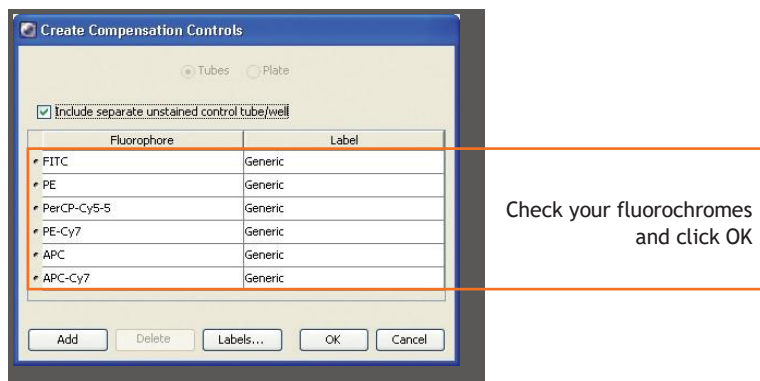 Create Compensation Controls
Tubes Plate
Include separate unstained control tube/well
Fluorophore Label
FITC Generic
PE Generic
PerCP-Cy5-5 Generic
PE-Cy7 Generic
APC Generic
APC-Cy7 Generic
Check your fluorochromes
and click OK
Add Delete Labels... OK Cancel